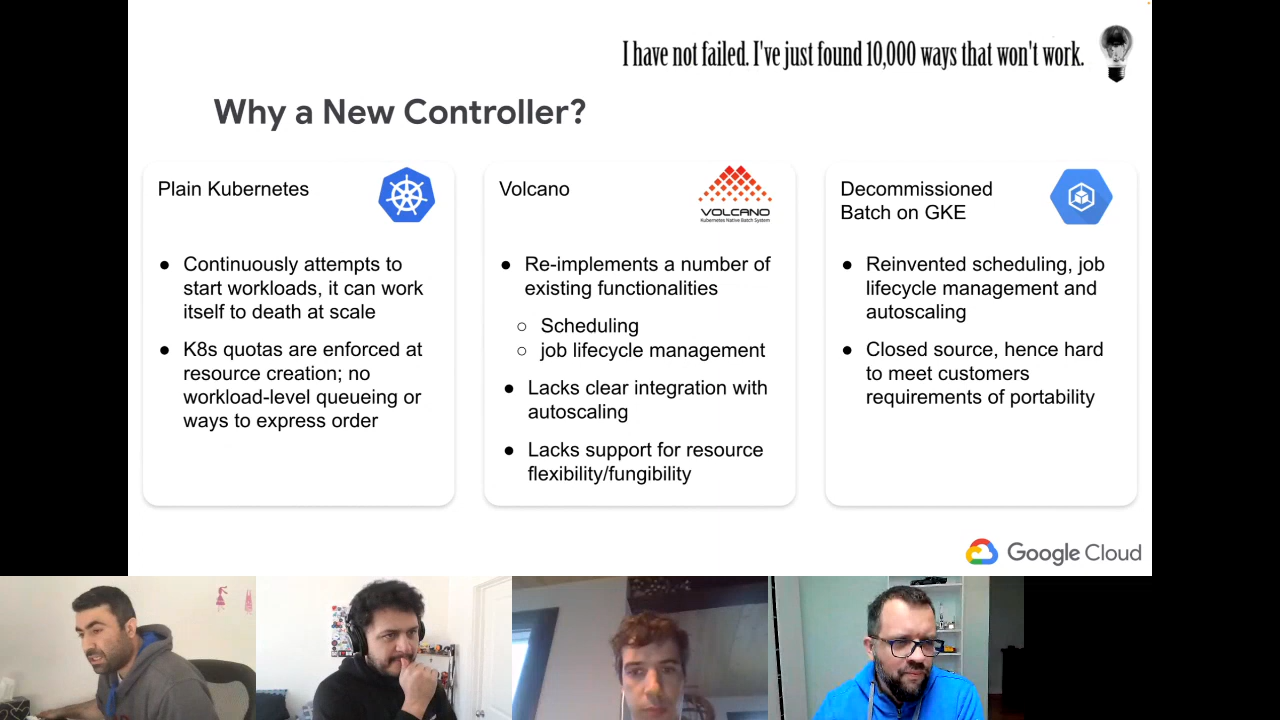 I have not failed. I've just found 10,000 ways that won't work.
Why a New Controller?
Plain Kubernetes
● Continuously attempts to
start workloads, it can work
itself to death at scale
● K8s quotas are enforced at
resource creation; no
workload-level queueing or
ways to express order
Volcano
VOLCANO
Kubernetes Native Batch System
● Re-implements a number of
existing functionalities
○ Scheduling
○ job lifecycle management
● Lacks clear integration with
autoscaling
● Lacks support for resource
flexibility/fungibility
Decommissioned
Batch on GKE
● Reinvented scheduling, job
lifecycle management and
autoscaling
● Closed source, hence hard
to meet customers
requirements of portability
Google Cloud